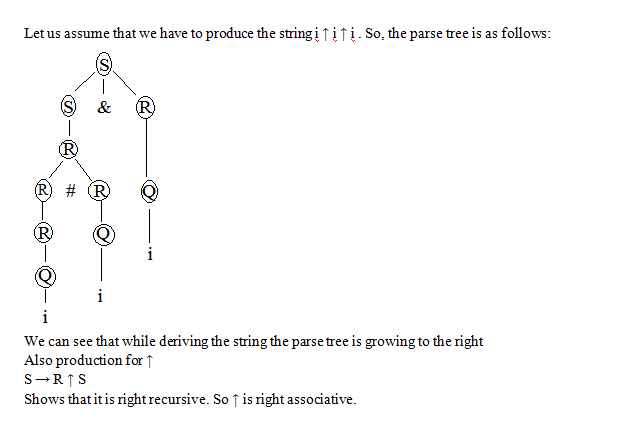 Let us assume that we have to produce the string i ↑ i ↑ i . So, the parse tree is as follows:
S
S & R
R
R # R Q
R Q i
Q i
i
We can see that while deriving the string the parse tree is growing to the right
Also production for ↑
S→R ↑ S
Shows that it is right recursive. So ↑ is right associative.